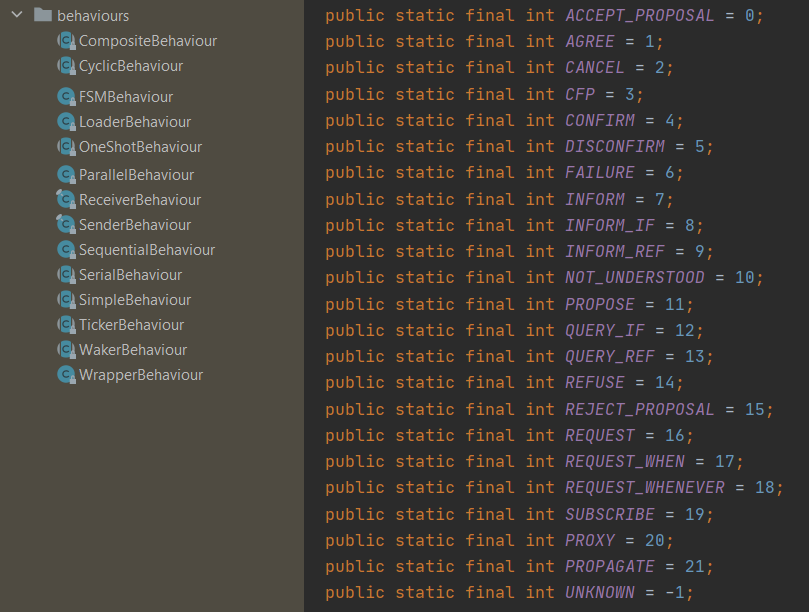 behaviours
CompositeBehaviour
CyclicBehaviour
FSMBehaviour
LoaderBehaviour
OneShotBehaviour
ParallelBehaviour
ReceiverBehaviour
SenderBehaviour
SequentialBehaviour
SerialBehaviour
SimpleBehaviour
TickerBehaviour
WakerBehaviour
WrapperBehaviour
public static final int ACCEPT_PROPOSAL = 0;
public static final int AGREE = 1;
public static final int CANCEL = 2;
public static final int CFP = 3;
public static final int CONFIRM = 4;
public static final int DISCONFIRM = 5;
public static final int FAILURE = 6;
public static final int INFORM = 7;
public static final int INFORM_IF = 8;
public static final int INFORM_REF = 9;
public static final int NOT_UNDERSTOOD = 10;
public static final int PROPOSE = 11;
public static final int QUERY_IF = 12;
public static final int QUERY_REF = 13;
public static final int REFUSE = 14;
public static final int REJECT_PROPOSAL = 15;
public static final int REQUEST = 16;
public static final int REQUEST_WHEN = 17;
public static final int REQUEST_WHENEVER = 18;
public static final int SUBSCRIBE = 19;
public static final int PROXY = 20;
public static final int PROPAGATE = 21;
public static final int UNKNOWN = -1;